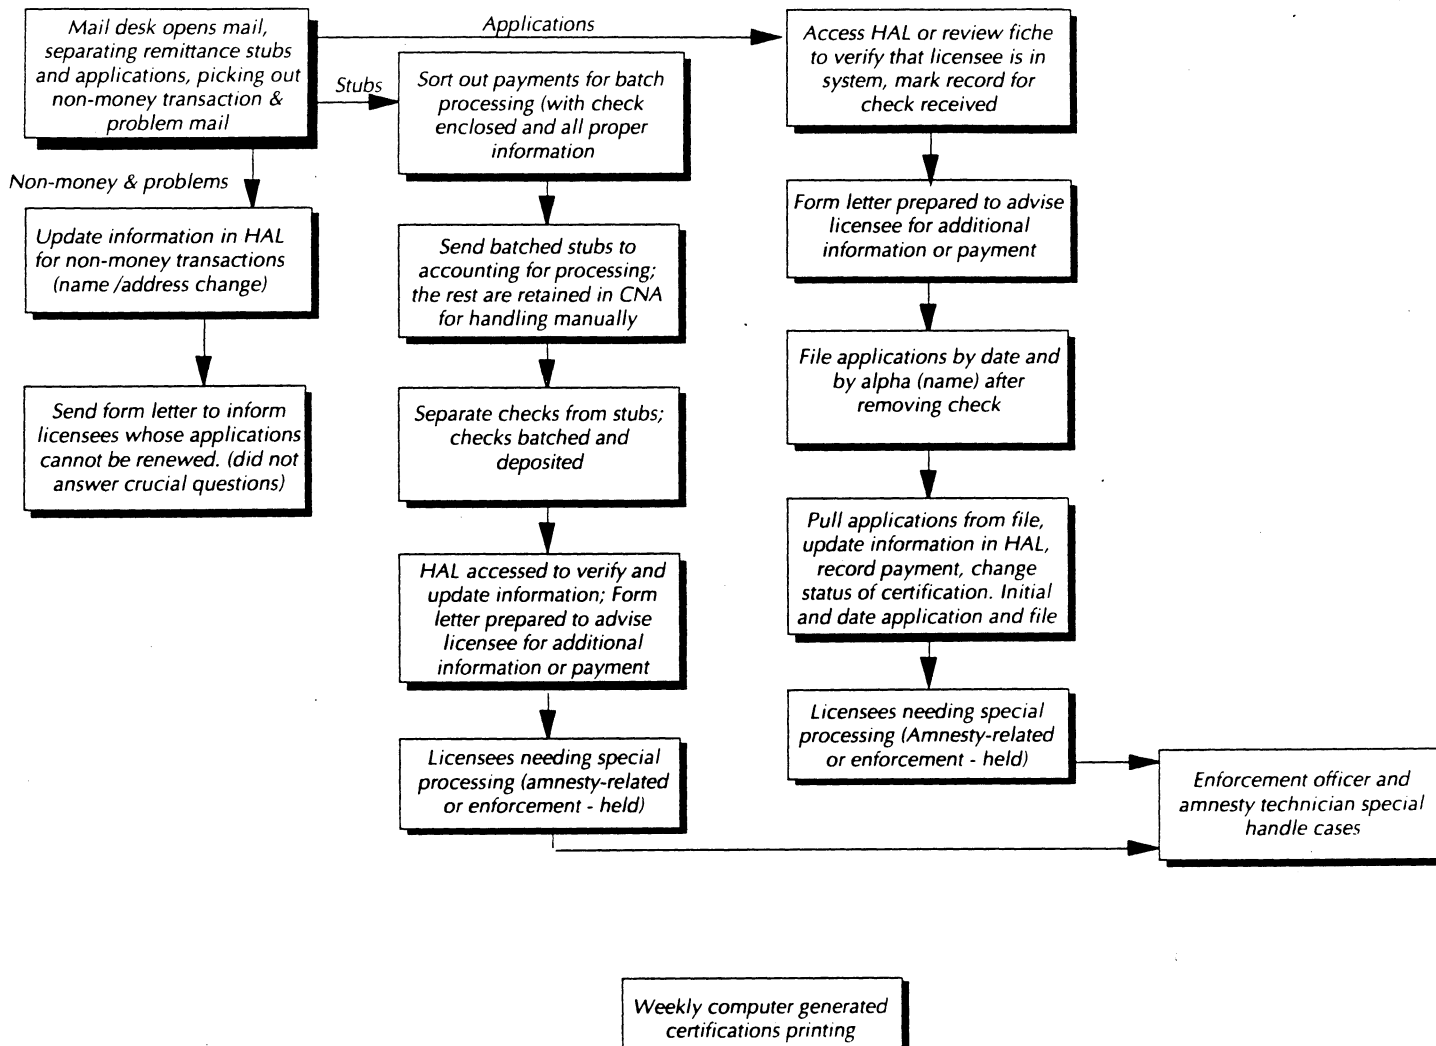 Mail desk opens mail,
separating remittance stubs
and applications, picking out
non-money transaction &
problem mail
Applications
Stubs
Non-money & problems
Update information in HAL
for non-money transactions
(name /address change)
Send form letter to inform
licensees whose applications
cannot be renewed. (did not
answer crucial questions)
Sort out payments for batch
processing (with check
enclosed and all proper
information
Send batched stubs to
accounting for processing;
the rest are retained in CNA
for handling manually
Separate checks from stubs;
checks batched and
deposited
HAL accessed to verify and
update information; Form
letter prepared to advise
licensee for additional
information or payment
Licensees needing special
processing (amnesty-related
or enforcement - held)
Access HAL or review fiche
to verify that licensee is in
system, mark record for
check received
Form letter prepared to advise
licensee for additional
information or payment
File applications by date and
by alpha (name) after
removing check
Pull applications from file,
update information in HAL,
record payment, change
status of certification. Initial
and date application and file
Licensees needing special
processing (Amnesty-related
or enforcement - held)
Enforcement officer and
amnesty technician special
handle cases
Weekly computer generated
certifications printing